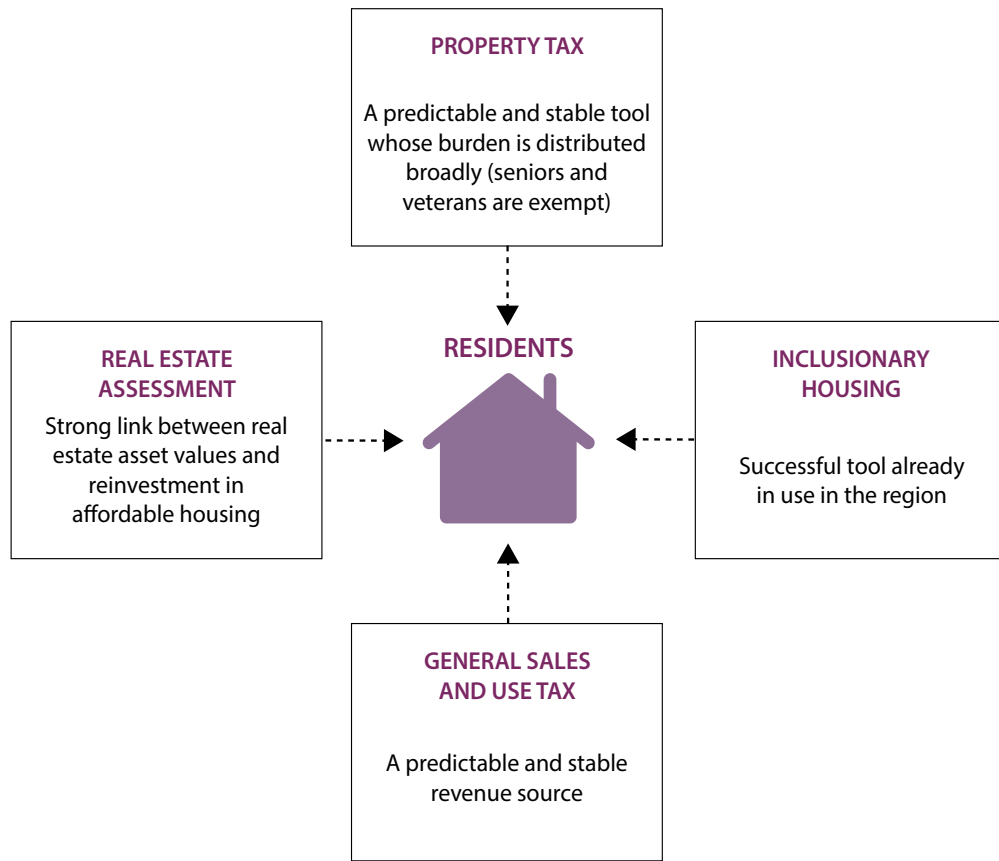 PROPERTY TAX
A predictable and stable tool
whose burden is distributed
broadly (seniors and
veterans are exempt)
REAL ESTATE
ASSESSMENT
Strong link between real
estate asset values and
reinvestment in
affordable housing
RESIDENTS
INCLUSIONARY
HOUSING
Successful tool already
in use in the region
GENERAL SALES
AND USE TAX
A predictable and stable
revenue source